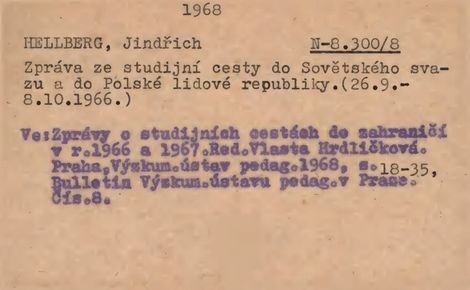 1968
HELLBERG, Jindřich N-8.300/8
Zpráva ze studijní cesty do Sovětského sva-
zu a do Polské lidové republiky.(26.9.-
8.10.1966.)
Ve:Zprávy o studijních cestách do zahraničí
v r.1966 a 1967.Red.Vlasta Hrdličková.
Praha,Výzkum.ústav pedag.1968, s.18-35,
Bulletin Výzkum.ústavu pedag.v Praze.
Čís.8.